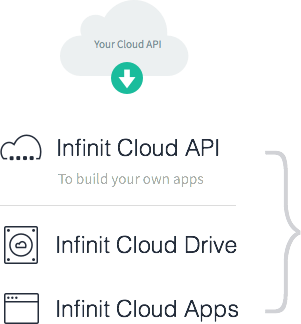 Your Cloud API
Infinit Cloud API
To build your own apps
Infinit Cloud Drive
Infinit Cloud Apps